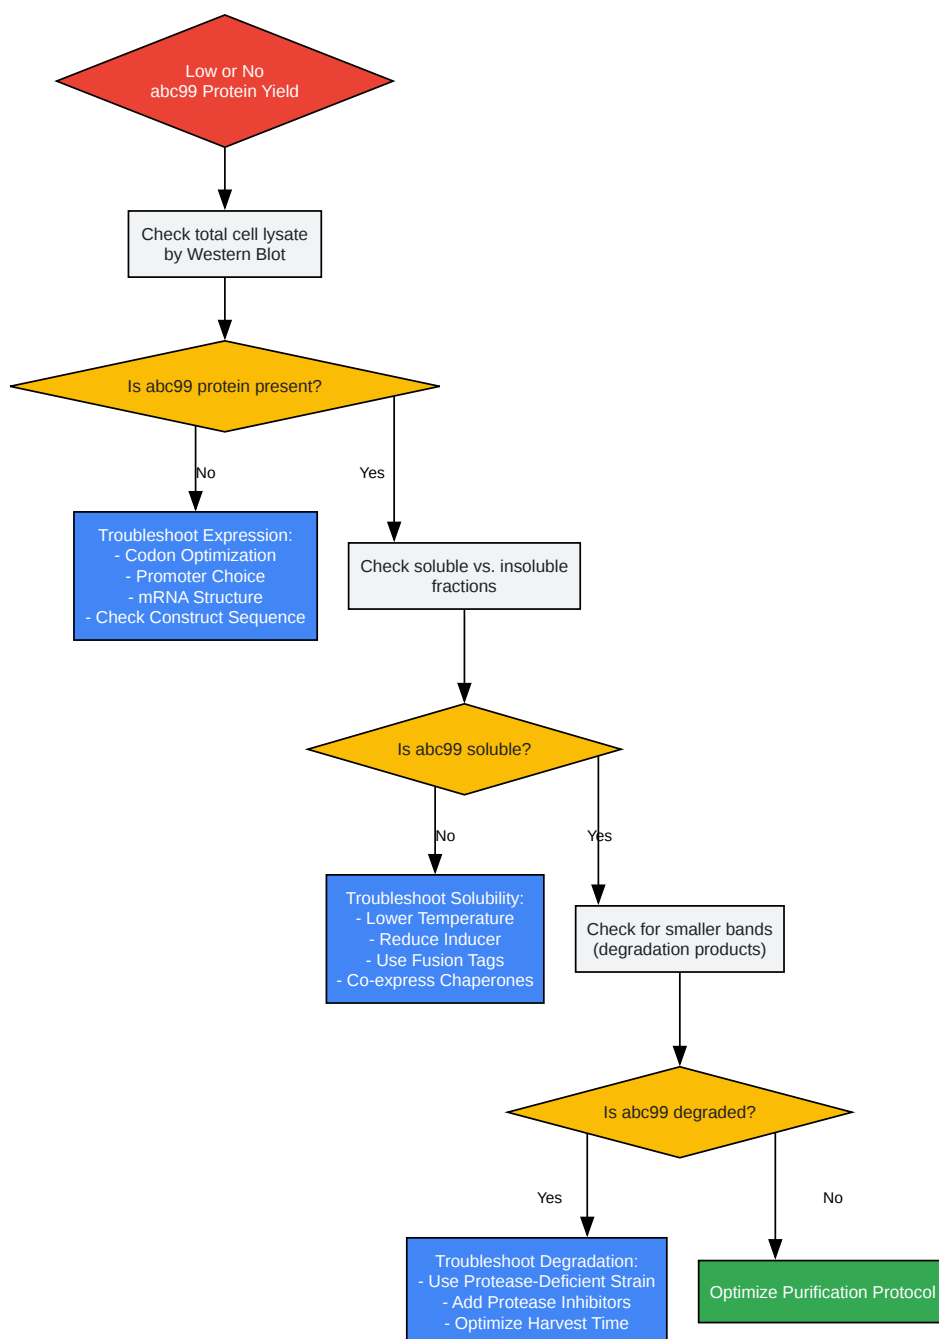 Low or No
abc99 Protein Yield
Check total cell lysate
by Western Blot
Is abc99 protein present?
No
Yes
Troubleshoot Expression:
- Codon Optimization
- Promoter Choice
- mRNA Structure
- Check Construct Sequence
Check soluble vs. insoluble
fractions
Is abc99 soluble?
No
Yes
Troubleshoot Solubility:
- Lower Temperature
- Reduce Inducer
- Use Fusion Tags
- Co-express Chaperones
Check for smaller bands
(degradation products)
Is abc99 degraded?
Yes
No
Troubleshoot Degradation:
- Use Protease-Deficient Strain
- Add Protease Inhibitors
- Optimize Harvest Time
Optimize Purification Protocol